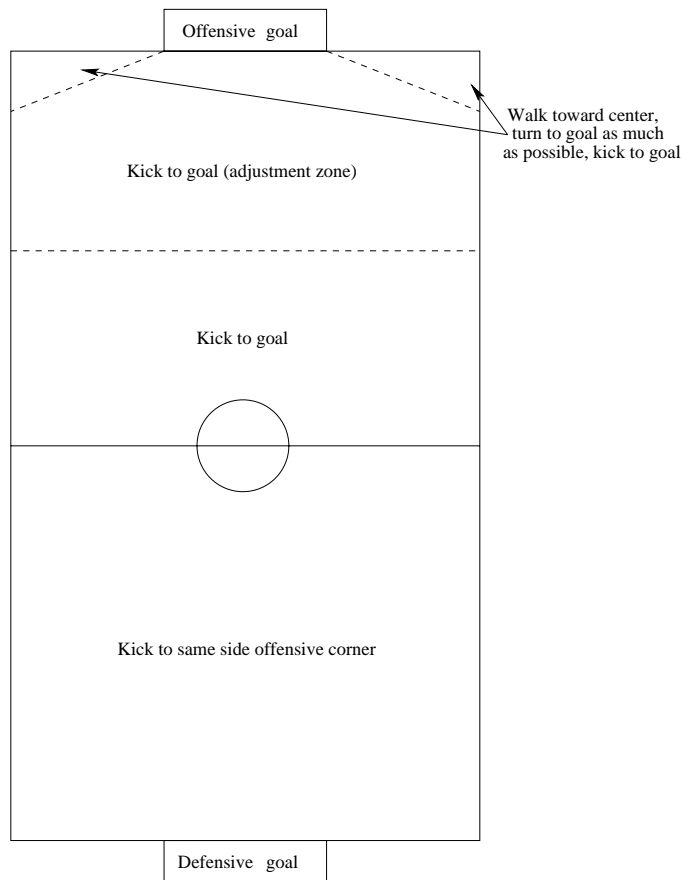 Offensive goal
Walk toward center,
turn to goal as much
as possible, kick to goal
Kick to goal (adjustment zone)
Kick to goal
Kick to same side offensive corner
Defensive goal